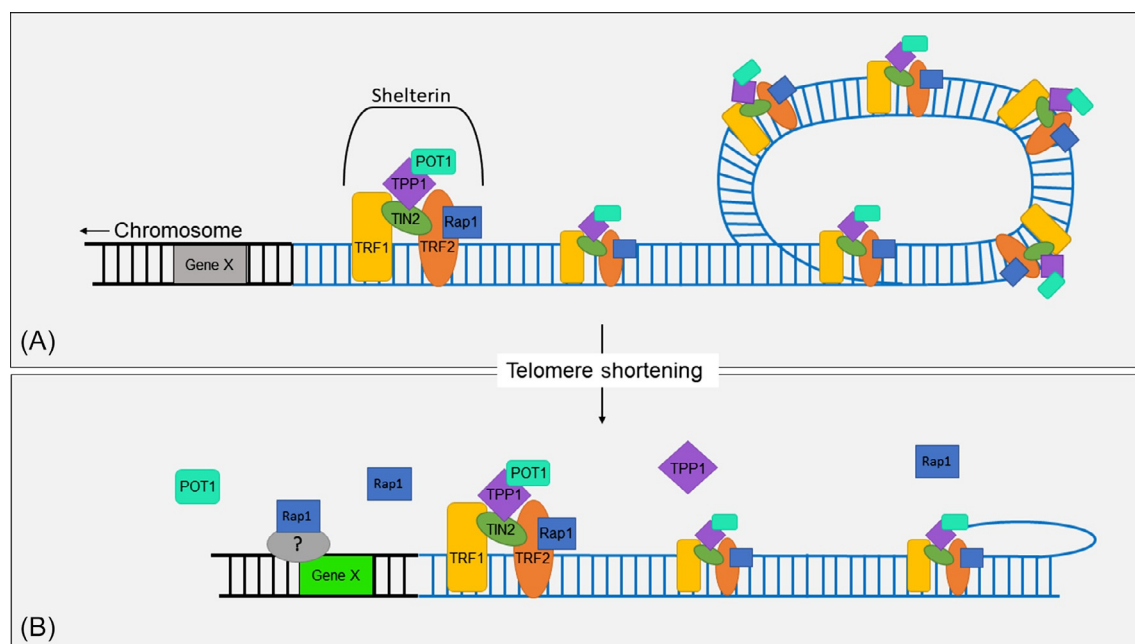 Shelterin
POT1
TPP1
TIN2
Rap1
TRF1
TRF2
← Chromosome
Gene X
(A)
Telomere shortening
POT1
Rap1
?
Rap1
POT1
TPP1
TIN2
Rap1
TRF1
TRF2
TPP1
Rap1
Gene X
(B)